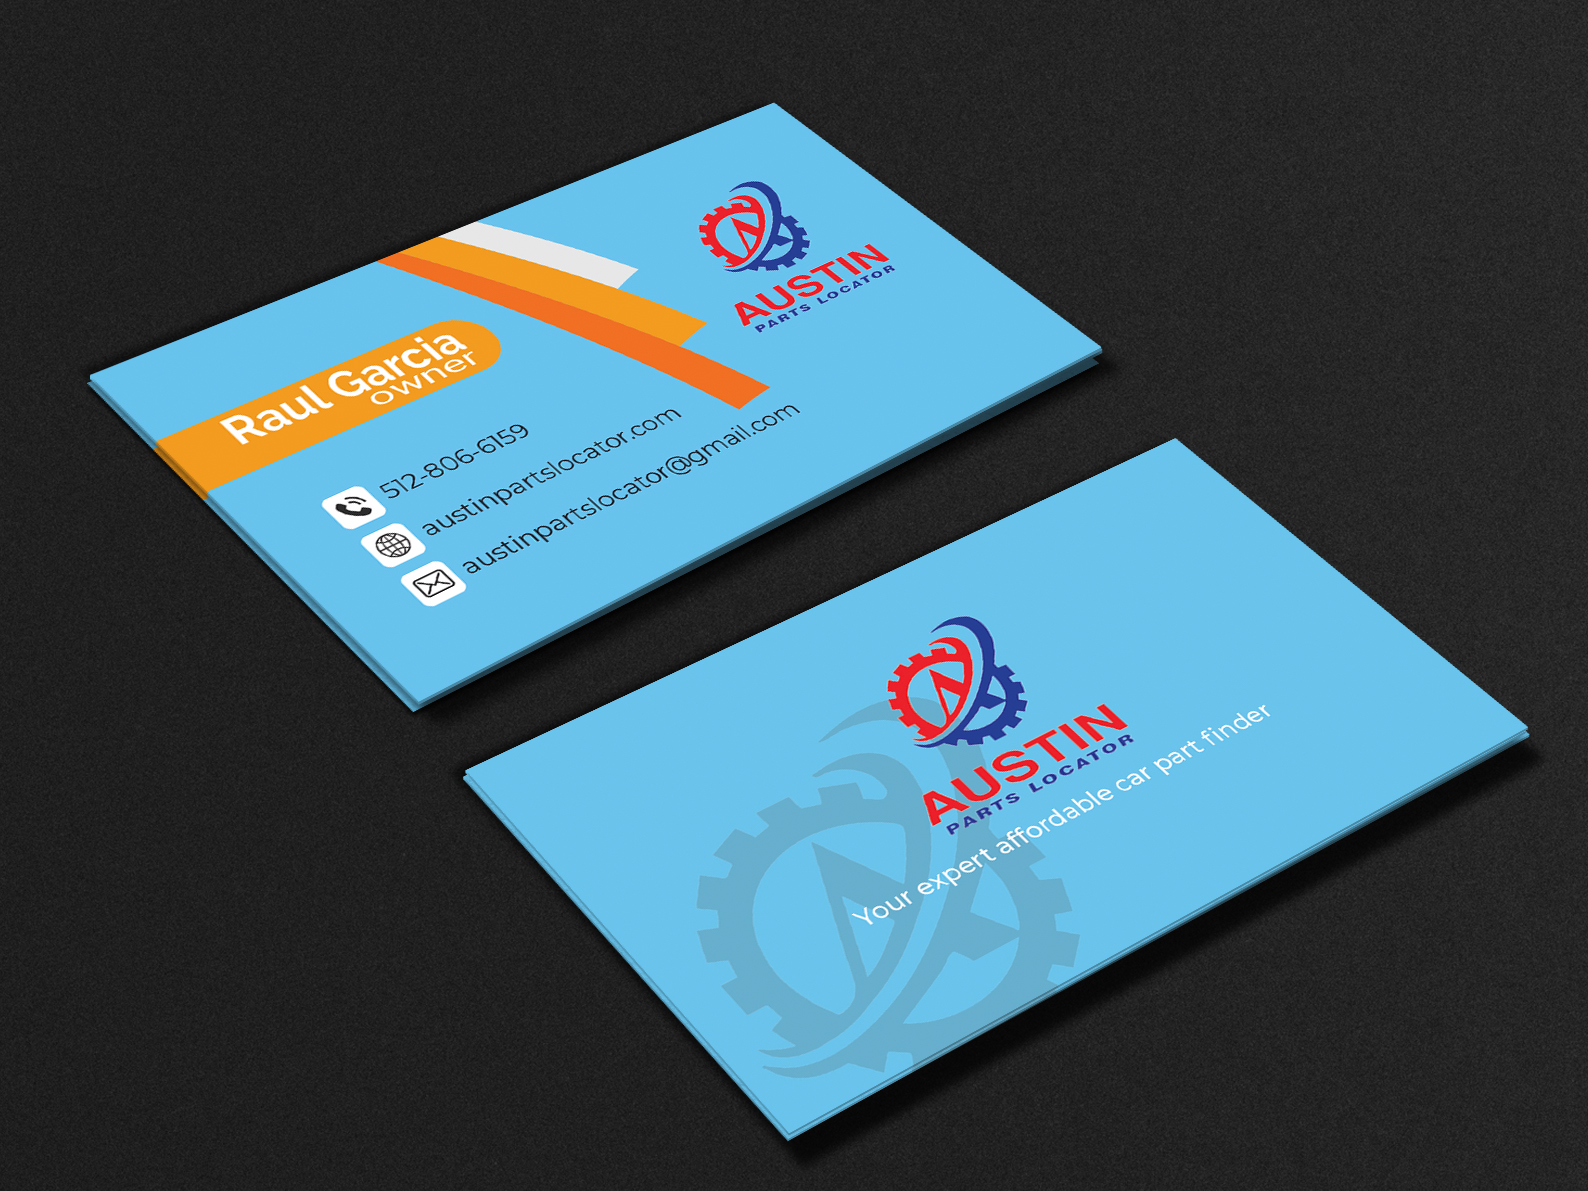 AUSTIN
PARTS LOCATOR
Raul Garcia
owner
512-806-6159
austinpartslocator.com
austinpartslocator@gmail.com
AUSTIN
PARTS LOCATOR
Your expert affordable car part finder